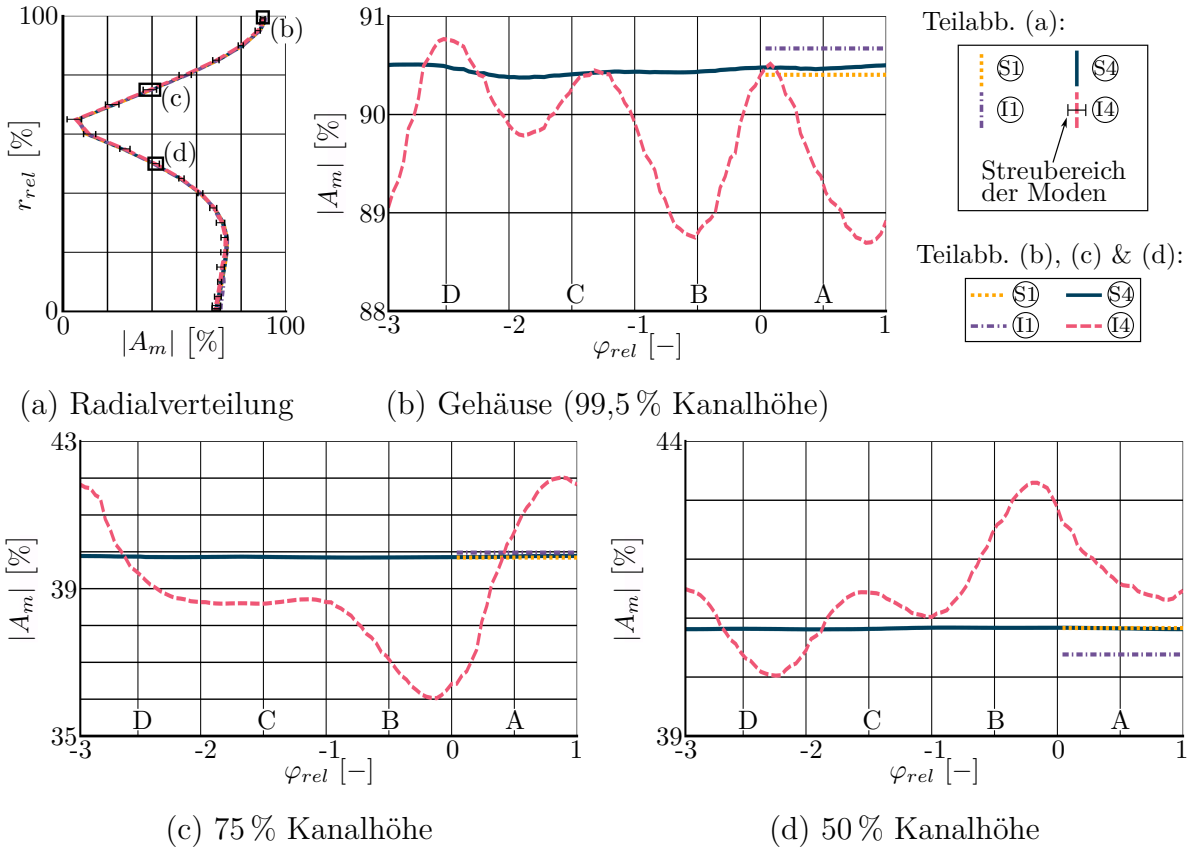 100
r_rel [%]
0
0
100
|A_m| [%]
(b)
(c)
(d)
(a) Radialverteilung
91
90
89
88
|A_m| [%]
D
C
B
A
-3
-2
-1
0
1
φ_rel [−]
(b) Gehäuse (99,5 % Kanalhöhe)
Teilabb. (a):
S1
S4
I1
I4
Streubereich
der Moden
Teilabb. (b), (c) & (d):
S1
S4
I1
I4
43
39
35
|A_m| [%]
D
C
B
A
-3
-2
-1
0
1
φ_rel [−]
(c) 75 % Kanalhöhe
44
39
|A_m| [%]
D
C
B
A
-3
-2
-1
0
1
φ_rel [−]
(d) 50 % Kanalhöhe